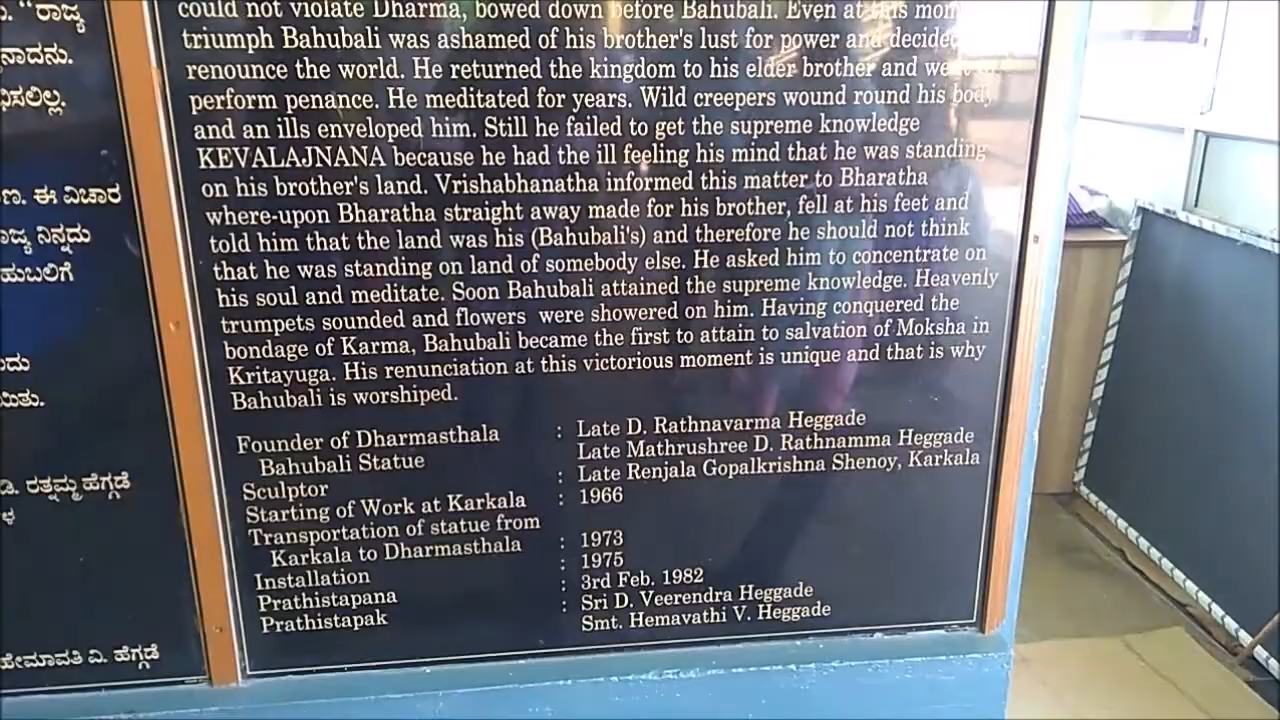 . "ರಾಜ್ಯ
ನಾದನು.
ನಿಸಲಿಲ್ಲ.
ಣ. ಈ ವಿಚಾರ
ರಾಜ್ಯ ನಿನ್ನದು
ಹುಬಲಿಗೆ
ದು
ಯಿತು.
ಡಿ. ರತ್ನಮ್ಮ ಹೆಗ್ಗಡೆ
ಳ
ಹೇಮಾವತಿ ವಿ. ಹೆಗ್ಗಡೆ
could not violate Dharma, bowed down before Bahubali. Even at this
triumph Bahubali was ashamed of his brother's lust for power and decided
renounce the world. He returned the kingdom to his elder brother and
perform penance. He meditated for years. Wild creepers wound round his body
and an ills enveloped him. Still he failed to get the supreme knowledge
KEVALAJNANA because he had the ill feeling his mind that he was standing
on his brother's land. Vrishabhanatha informed this matter to Bharatha
where-upon Bharatha straight away made for his brother, fell at his feet and
told him that the land was his (Bahubali's) and therefore he should not think
that he was standing on land of somebody else. He asked him to concentrate on
his soul and meditate. Soon Bahubali attained the supreme knowledge. Heavenly
trumpets sounded and flowers were showered on him. Having conquered the
bondage of Karma, Bahubali became the first to attain to salvation of Moksha in
Kritayuga. His renunciation at this victorious moment is unique and that is why
Bahubali is worshiped.
Founder of Dharmasthala : Late D. Rathnavarma Heggade
Bahubali Statue Late Mathrushree D. Rathnamma Heggade
Sculptor : Late Renjala Gopalkrishna Shenoy, Karkala
Starting of Work at Karkala : 1966
Transportation of statue from
Karkala to Dharmasthala : 1973
Installation : 1975
Prathistapana : 3rd Feb. 1982
Prathistapak : Sri D. Veerendra Heggade
Smt. Hemavathi V. Heggade